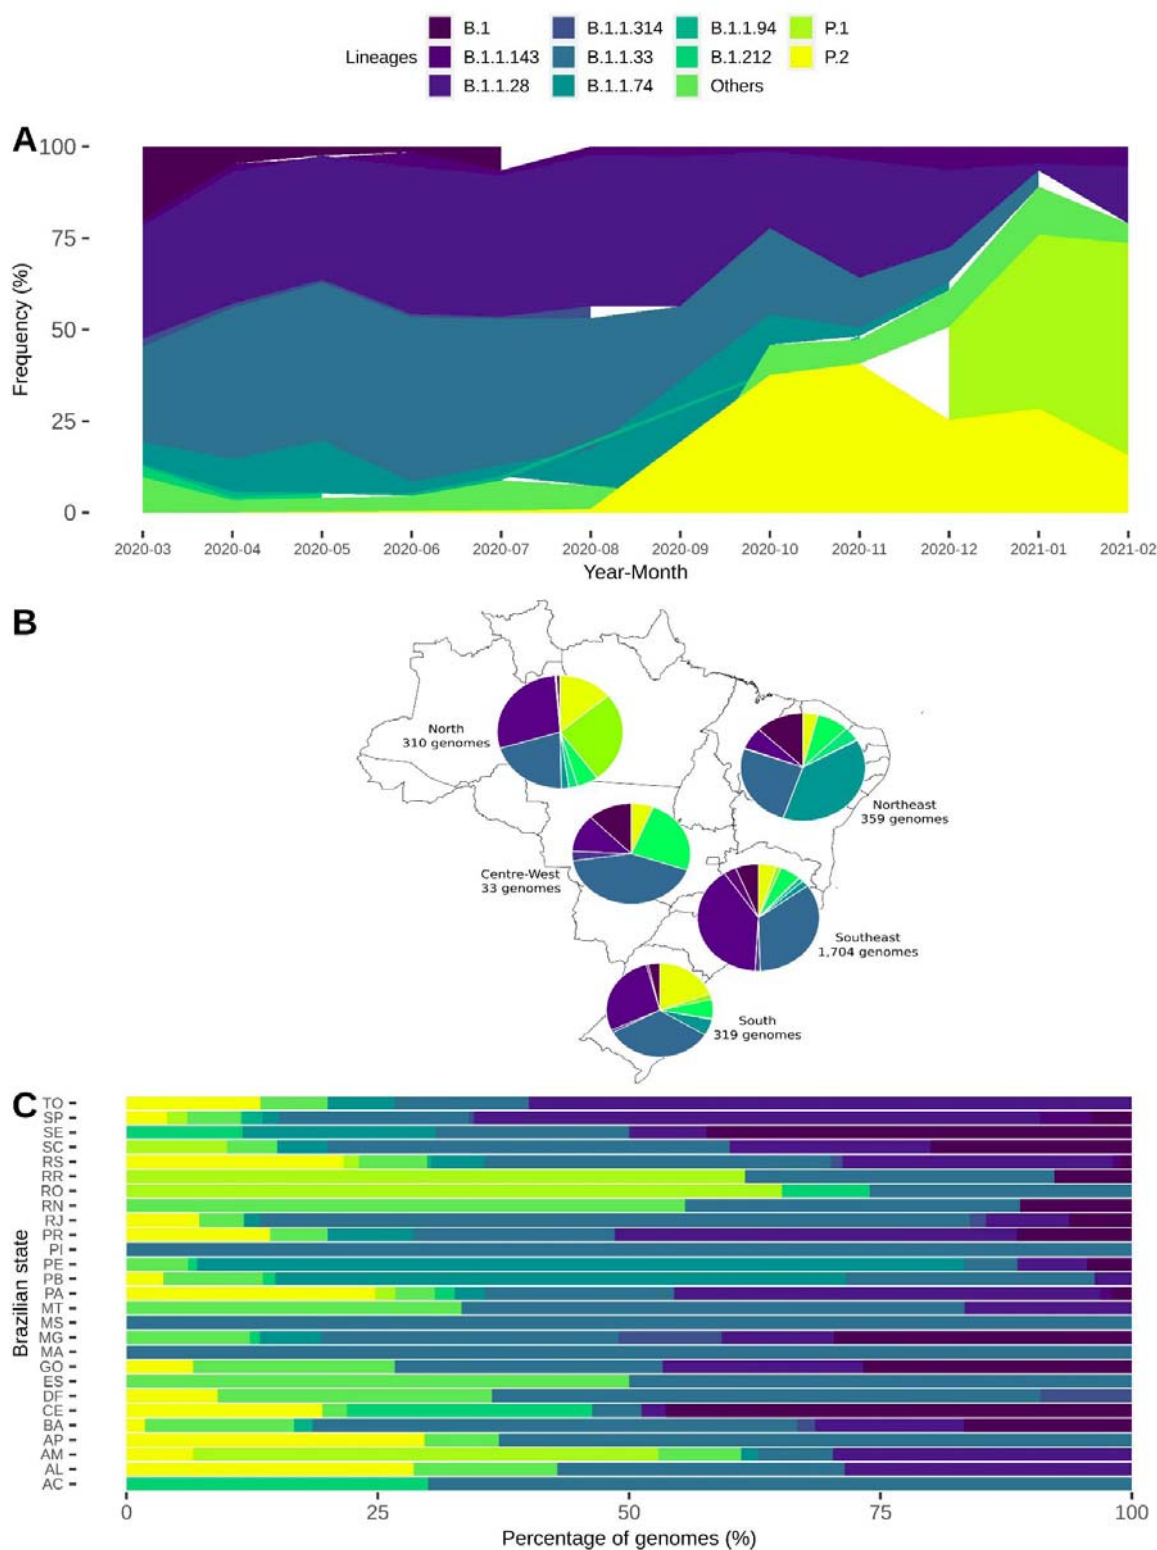 B.1 B.1.1.314 B.1.1.94 P.1
Lineages B.1.1.143 B.1.1.33 B.1.212 P.2
B.1.1.28 B.1.1.74 Others
A
100
75
50
25
0
Frequency (%)
2020-03 2020-04 2020-05 2020-06 2020-07 2020-08 2020-09 2020-10 2020-11 2020-12 2021-01 2021-02
Year-Month
B
North
310 genomes
Northeast
359 genomes
Centre-West
33 genomes
Southeast
1,704 genomes
South
319 genomes
C
Brazilian state
TO
SP
SE
SC
RS
RR
RO
RN
RJ
PR
PI
PE
PB
PA
MT
MS
MG
MA
GO
ES
DF
CE
BA
AP
AM
AL
AC
0 25 50 75 100
Percentage of genomes (%)